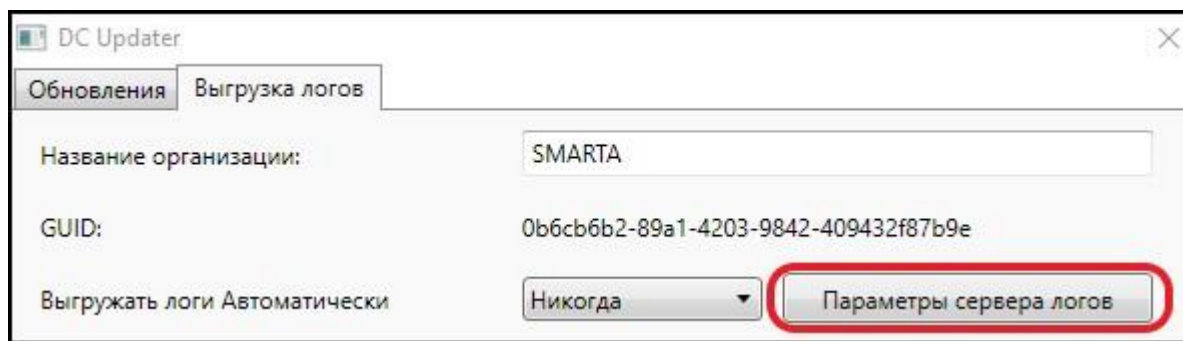 DC Updater
Обновления Выгрузка логов
Название организации: SMARTA
GUID: 0b6cb6b2-89a1-4203-9842-409432f87b9e
Выгружать логи Автоматически Никогда Параметры сервера логов